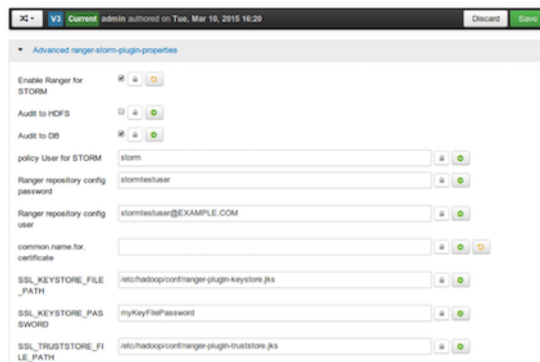 V3 Current admin authored on Tue, Mar 10, 2015 16:20 Discard Save
Advanced ranger-storm-plugin-properties
Enable Ranger for
STORM
Audit to HDFS
Audit to DB
policy User for STORM storm
Ranger repository config stormtestuser
password
Ranger repository config stormtestuser@EXAMPLE.COM
user
common.name.for.
certificate
SSL_KEYSTORE_FILE /etc/hadoop/conf/ranger-plugin-keystore.jks
_PATH
SSL_KEYSTORE_PAS myKeyFilePassword
SWORD
SSL_TRUSTSTORE_FI /etc/hadoop/conf/ranger-plugin-truststore.jks
LE_PATH